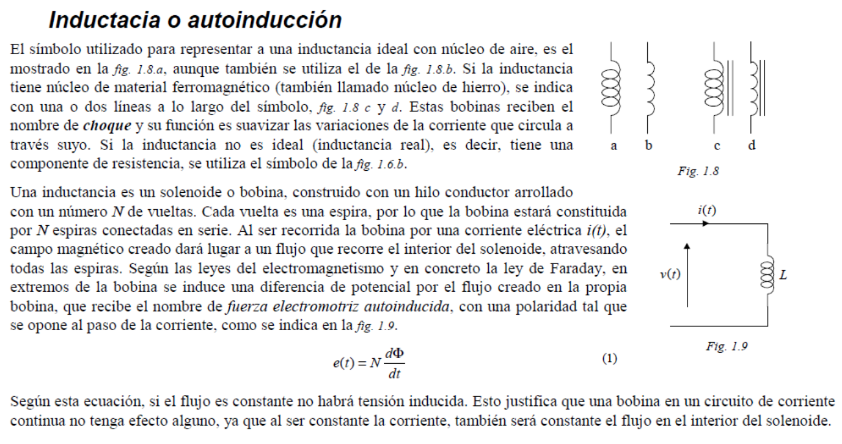 Inductacia o autoinducción
El símbolo utilizado para representar a una inductancia ideal con núcleo de aire, es el
mostrado en la fig. 1.8.a, aunque también se utiliza el de la fig. 1.8.b. Si la inductancia
tiene núcleo de material ferromagnético (también llamado núcleo de hierro), se indica
con una o dos líneas a lo largo del símbolo, fig. 1.8 c y d. Estas bobinas reciben el
nombre de choque y su función es suavizar las variaciones de la corriente que circula a
través suyo. Si la inductancia no es ideal (inductancia real), es decir, tiene una
componente de resistencia, se utiliza el símbolo de la fig. 1.6.b.
a b c d
Fig. 1.8
Una inductancia es un solenoide o bobina, construido con un hilo conductor arrollado
con un número N de vueltas. Cada vuelta es una espira, por lo que la bobina estará constituida
por N espiras conectadas en serie. Al ser recorrida la bobina por una corriente eléctrica i(t), el
campo magnético creado dará lugar a un flujo que recorre el interior del solenoide, atravesando
todas las espiras. Según las leyes del electromagnetismo y en concreto la ley de Faraday, en
extremos de la bobina se induce una diferencia de potencial por el flujo creado en la propia
bobina, que recibe el nombre de fuerza electromotriz autoinducida, con una polaridad tal que
se opone al paso de la corriente, como se indica en la fig. 1.9.
i(t)
v(t)
L
Fig. 1.9
e(t) = N dΦ/dt (1)
Según esta ecuación, si el flujo es constante no habrá tensión inducida. Esto justifica que una bobina en un circuito de corriente
continua no tenga efecto alguno, ya que al ser constante la corriente, también será constante el flujo en el interior del solenoide.